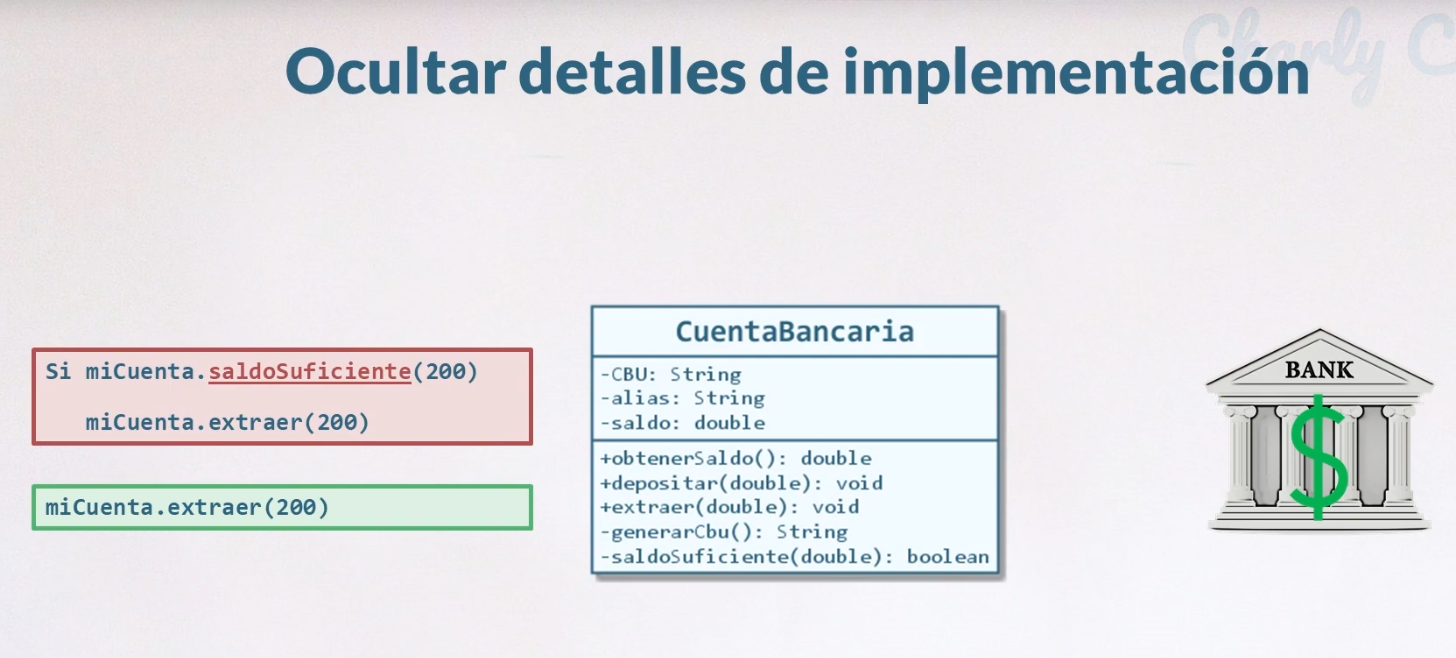 Ocultar detalles de implementación
Si miCuenta.saldoSuficiente(200)
miCuenta.extraer(200)
miCuenta.extraer(200)
CuentaBancaria
-CBU: String
-alias: String
-saldo: double
+obtenerSaldo(): double
+depositar(double): void
+extraer(double): void
-generarCbu(): String
-saldoSuficiente(double): boolean
BANK
$
Charly C